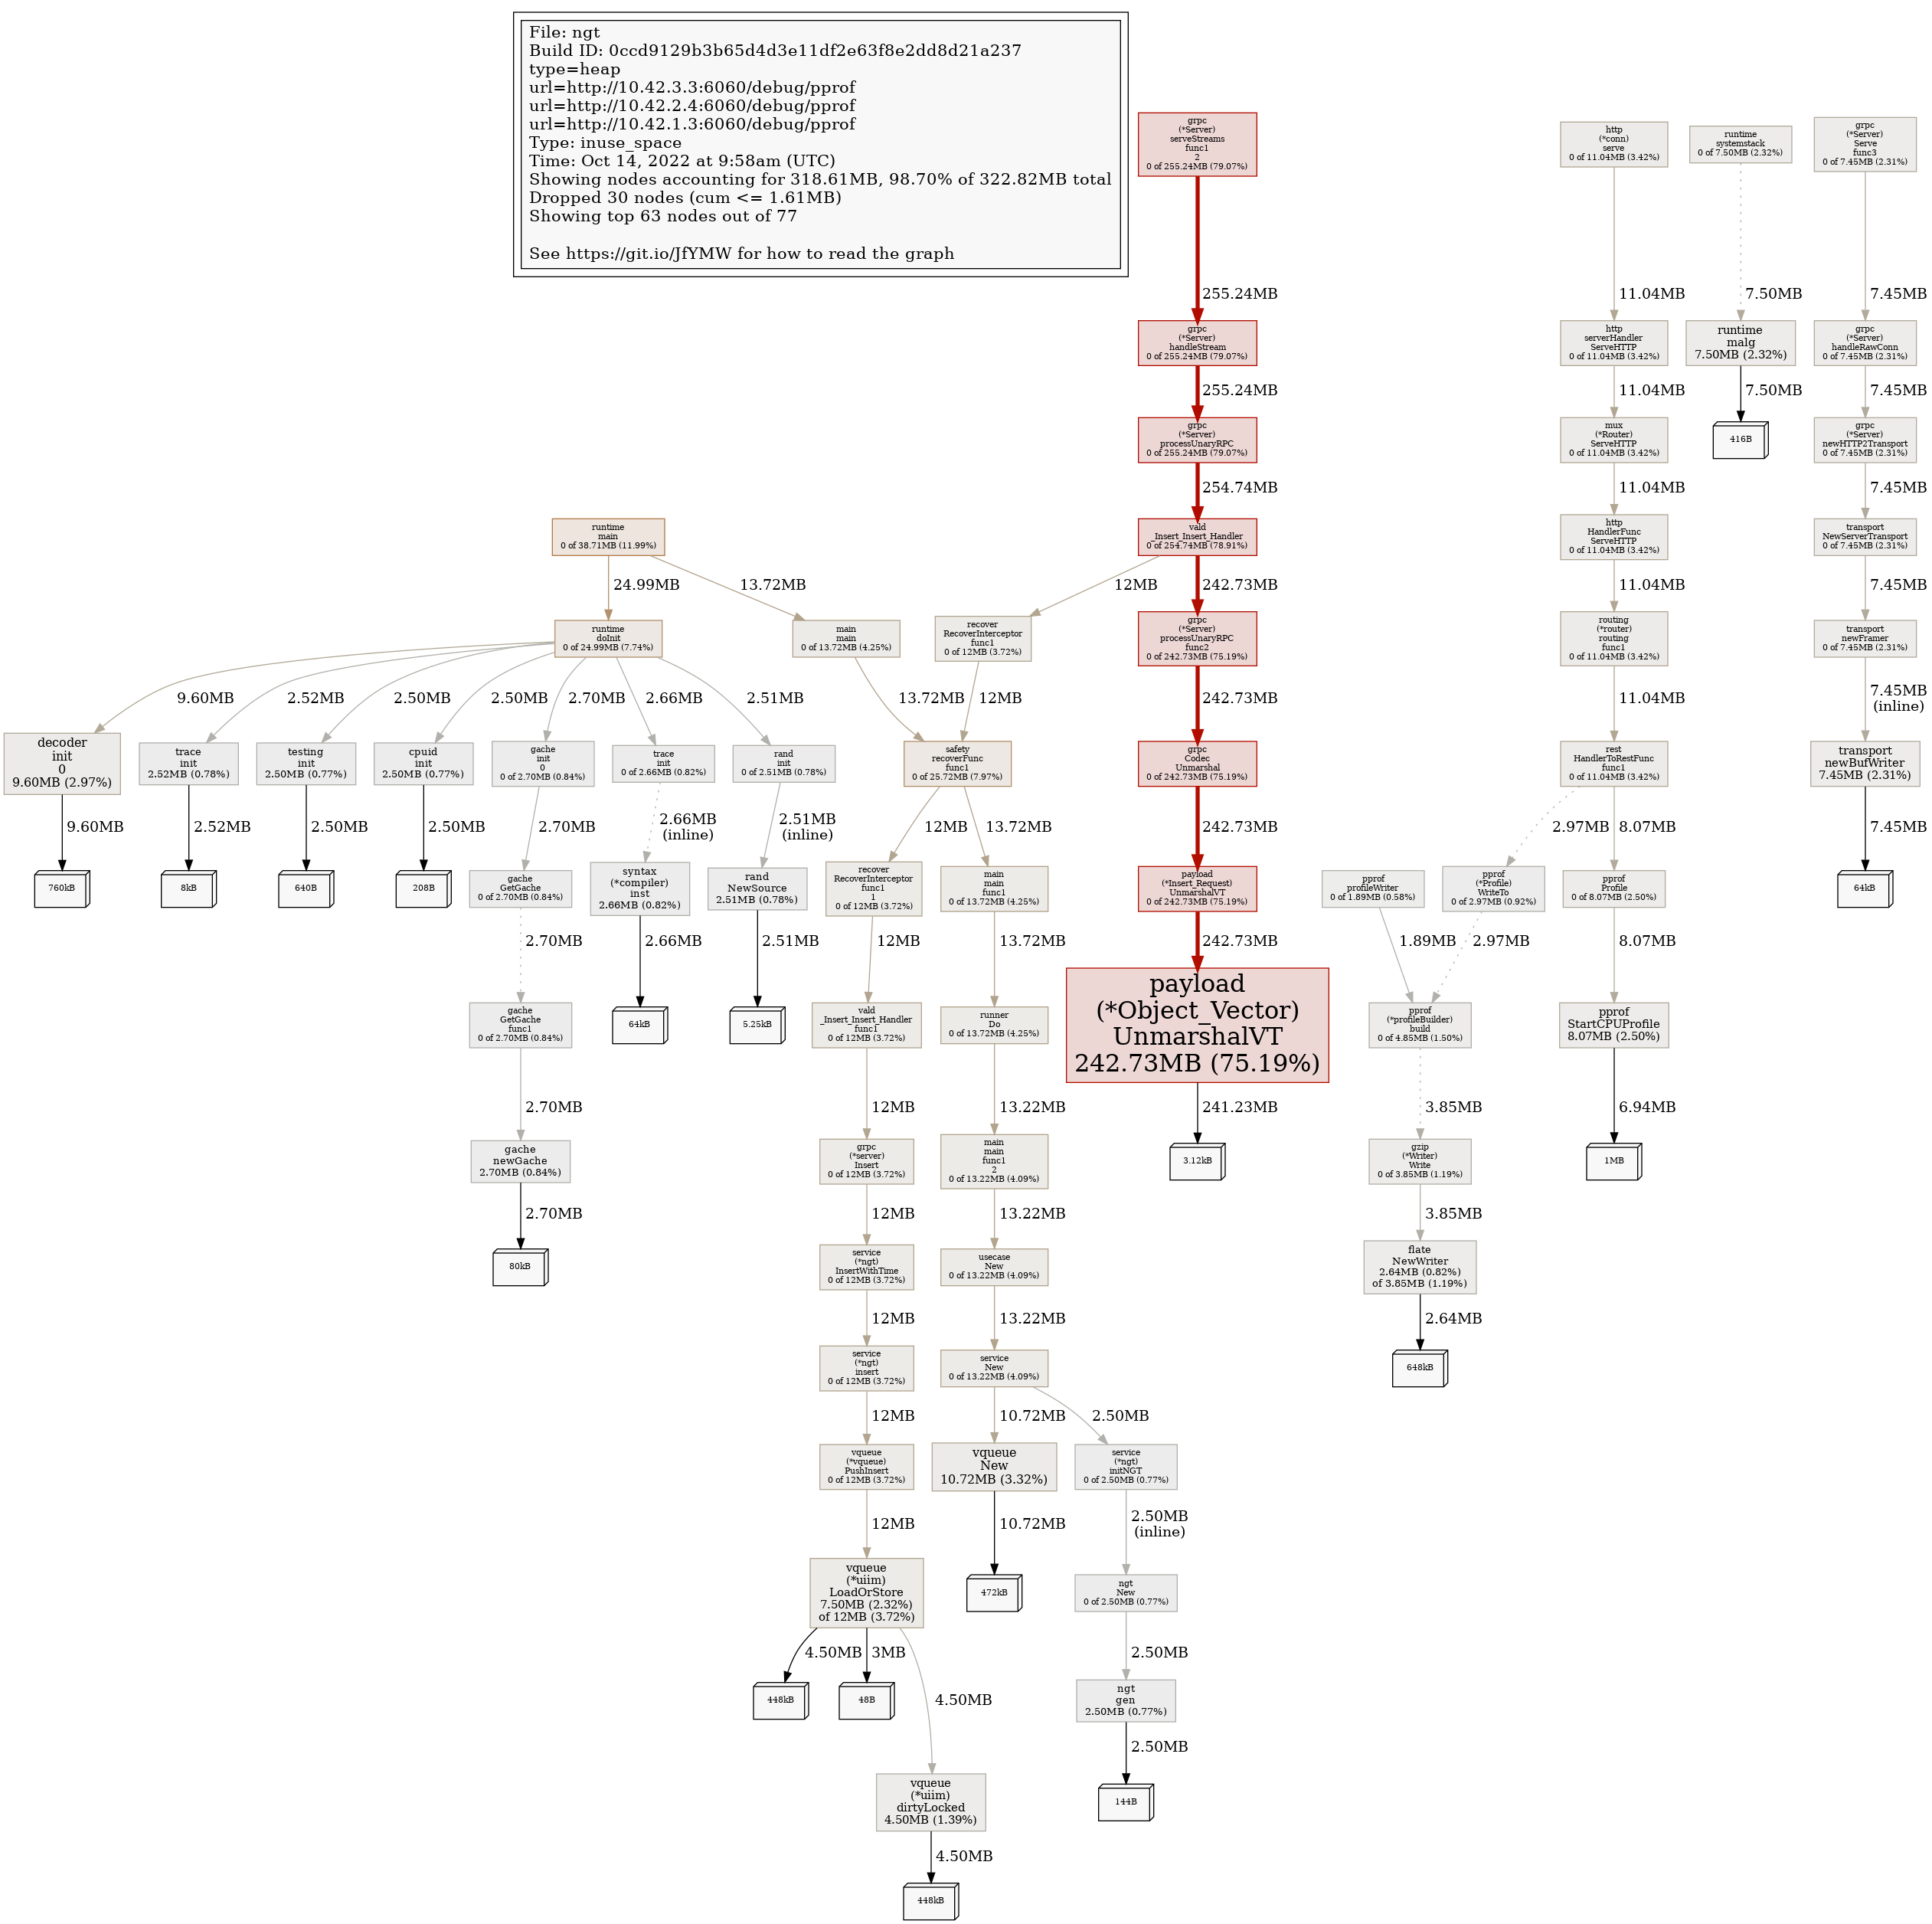 File: ngt
Build ID: 0ccd9129b3b65d4d3e11df2e63f8e2dd8d21a237
type=heap
url=http://10.42.3.3:6060/debug/pprof
url=http://10.42.2.4:6060/debug/pprof
url=http://10.42.1.3:6060/debug/pprof
Type: inuse_space
Time: Oct 14, 2022 at 9:58am (UTC)
Showing nodes accounting for 318.61MB, 98.70% of 322.82MB total
Dropped 30 nodes (cum <= 1.61MB)
Showing top 63 nodes out of 77
See https://git.io/JfYMW for how to read the graph
grpc
(*Server)
serveStreams
func1
2
0 of 255.24MB (79.07%)
http
(*conn)
serve
0 of 11.04MB (3.42%)
runtime
systemstack
0 of 7.50MB (2.32%)
grpc
(*Server)
Serve
func3
0 of 7.45MB (2.31%)
255.24MB
11.04MB
7.50MB
7.45MB
grpc
(*Server)
handleStream
0 of 255.24MB (79.07%)
http
serverHandler
ServeHTTP
0 of 11.04MB (3.42%)
runtime
malg
7.50MB (2.32%)
grpc
(*Server)
handleRawConn
0 of 7.45MB (2.31%)
255.24MB
11.04MB
7.50MB
7.45MB
grpc
(*Server)
processUnaryRPC
0 of 255.24MB (79.07%)
mux
(*Router)
ServeHTTP
0 of 11.04MB (3.42%)
416B
grpc
(*Server)
newHTTP2Transport
0 of 7.45MB (2.31%)
254.74MB
11.04MB
7.45MB
runtime
main
0 of 38.71MB (11.99%)
vald
_Insert_Insert_Handler
0 of 254.74MB (78.91%)
http
HandlerFunc
ServeHTTP
0 of 11.04MB (3.42%)
transport
NewServerTransport
0 of 7.45MB (2.31%)
24.99MB
13.72MB
12MB
242.73MB
11.04MB
7.45MB
runtime
doInit
0 of 24.99MB (7.74%)
main
main
0 of 13.72MB (4.25%)
recover
RecoverInterceptor
func1
0 of 12MB (3.72%)
grpc
(*Server)
processUnaryRPC
func2
0 of 242.73MB (75.19%)
routing
(*router)
routing
func1
0 of 11.04MB (3.42%)
transport
newFramer
0 of 7.45MB (2.31%)
9.60MB
2.52MB
2.50MB
2.50MB
2.70MB
2.66MB
2.51MB
13.72MB
12MB
242.73MB
11.04MB
7.45MB
(inline)
decoder
init
0
9.60MB (2.97%)
trace
init
2.52MB (0.78%)
testing
init
2.50MB (0.77%)
cpuid
init
2.50MB (0.77%)
gache
init
0
0 of 2.70MB (0.84%)
trace
init
0 of 2.66MB (0.82%)
rand
init
0 of 2.51MB (0.78%)
safety
recoverFunc
func1
0 of 25.72MB (7.97%)
grpc
Codec
Unmarshal
0 of 242.73MB (75.19%)
rest
HandlerToRestFunc
func1
0 of 11.04MB (3.42%)
transport
newBufWriter
7.45MB (2.31%)
9.60MB
2.52MB
2.50MB
2.50MB
2.70MB
2.66MB
(inline)
2.51MB
(inline)
12MB
13.72MB
242.73MB
2.97MB
8.07MB
7.45MB
760kB
8kB
640B
208B
gache
GetGache
0 of 2.70MB (0.84%)
syntax
(*compiler)
inst
2.66MB (0.82%)
rand
NewSource
2.51MB (0.78%)
recover
RecoverInterceptor
func1
1
0 of 12MB (3.72%)
main
main
func1
0 of 13.72MB (4.25%)
payload
(*Insert_Request)
UnmarshalVT
0 of 242.73MB (75.19%)
pprof
profileWriter
0 of 1.89MB (0.58%)
pprof
(*Profile)
WriteTo
0 of 2.97MB (0.92%)
pprof
Profile
0 of 8.07MB (2.50%)
64kB
2.70MB
2.66MB
2.51MB
12MB
13.72MB
242.73MB
1.89MB
2.97MB
8.07MB
gache
GetGache
func1
0 of 2.70MB (0.84%)
64kB
5.25kB
vald
_Insert_Insert_Handler
func1
0 of 12MB (3.72%)
runner
Do
0 of 13.72MB (4.25%)
payload
(*Object_Vector)
UnmarshalVT
242.73MB (75.19%)
pprof
(*profileBuilder)
build
0 of 4.85MB (1.50%)
pprof
StartCPUProfile
8.07MB (2.50%)
2.70MB
12MB
13.22MB
241.23MB
3.85MB
6.94MB
gache
newGache
2.70MB (0.84%)
grpc
(*server)
Insert
0 of 12MB (3.72%)
main
main
func1
2
0 of 13.22MB (4.09%)
3.12kB
gzip
(*Writer)
Write
0 of 3.85MB (1.19%)
1MB
2.70MB
12MB
13.22MB
3.85MB
80kB
service
(*ngt)
InsertWithTime
0 of 12MB (3.72%)
usecase
New
0 of 13.22MB (4.09%)
flate
NewWriter
2.64MB (0.82%)
of 3.85MB (1.19%)
12MB
13.22MB
2.64MB
service
(*ngt)
insert
0 of 12MB (3.72%)
service
New
0 of 13.22MB (4.09%)
648kB
12MB
10.72MB
2.50MB
vqueue
(*vqueue)
PushInsert
0 of 12MB (3.72%)
vqueue
New
10.72MB (3.32%)
service
(*ngt)
initNGT
0 of 2.50MB (0.77%)
12MB
10.72MB
2.50MB
(inline)
vqueue
(*uiim)
LoadOrStore
7.50MB (2.32%)
of 12MB (3.72%)
472kB
ngt
New
0 of 2.50MB (0.77%)
4.50MB
3MB
4.50MB
2.50MB
448kB
48B
ngt
gen
2.50MB (0.77%)
2.50MB
vqueue
(*uiim)
dirtyLocked
4.50MB (1.39%)
144B
4.50MB
448kB